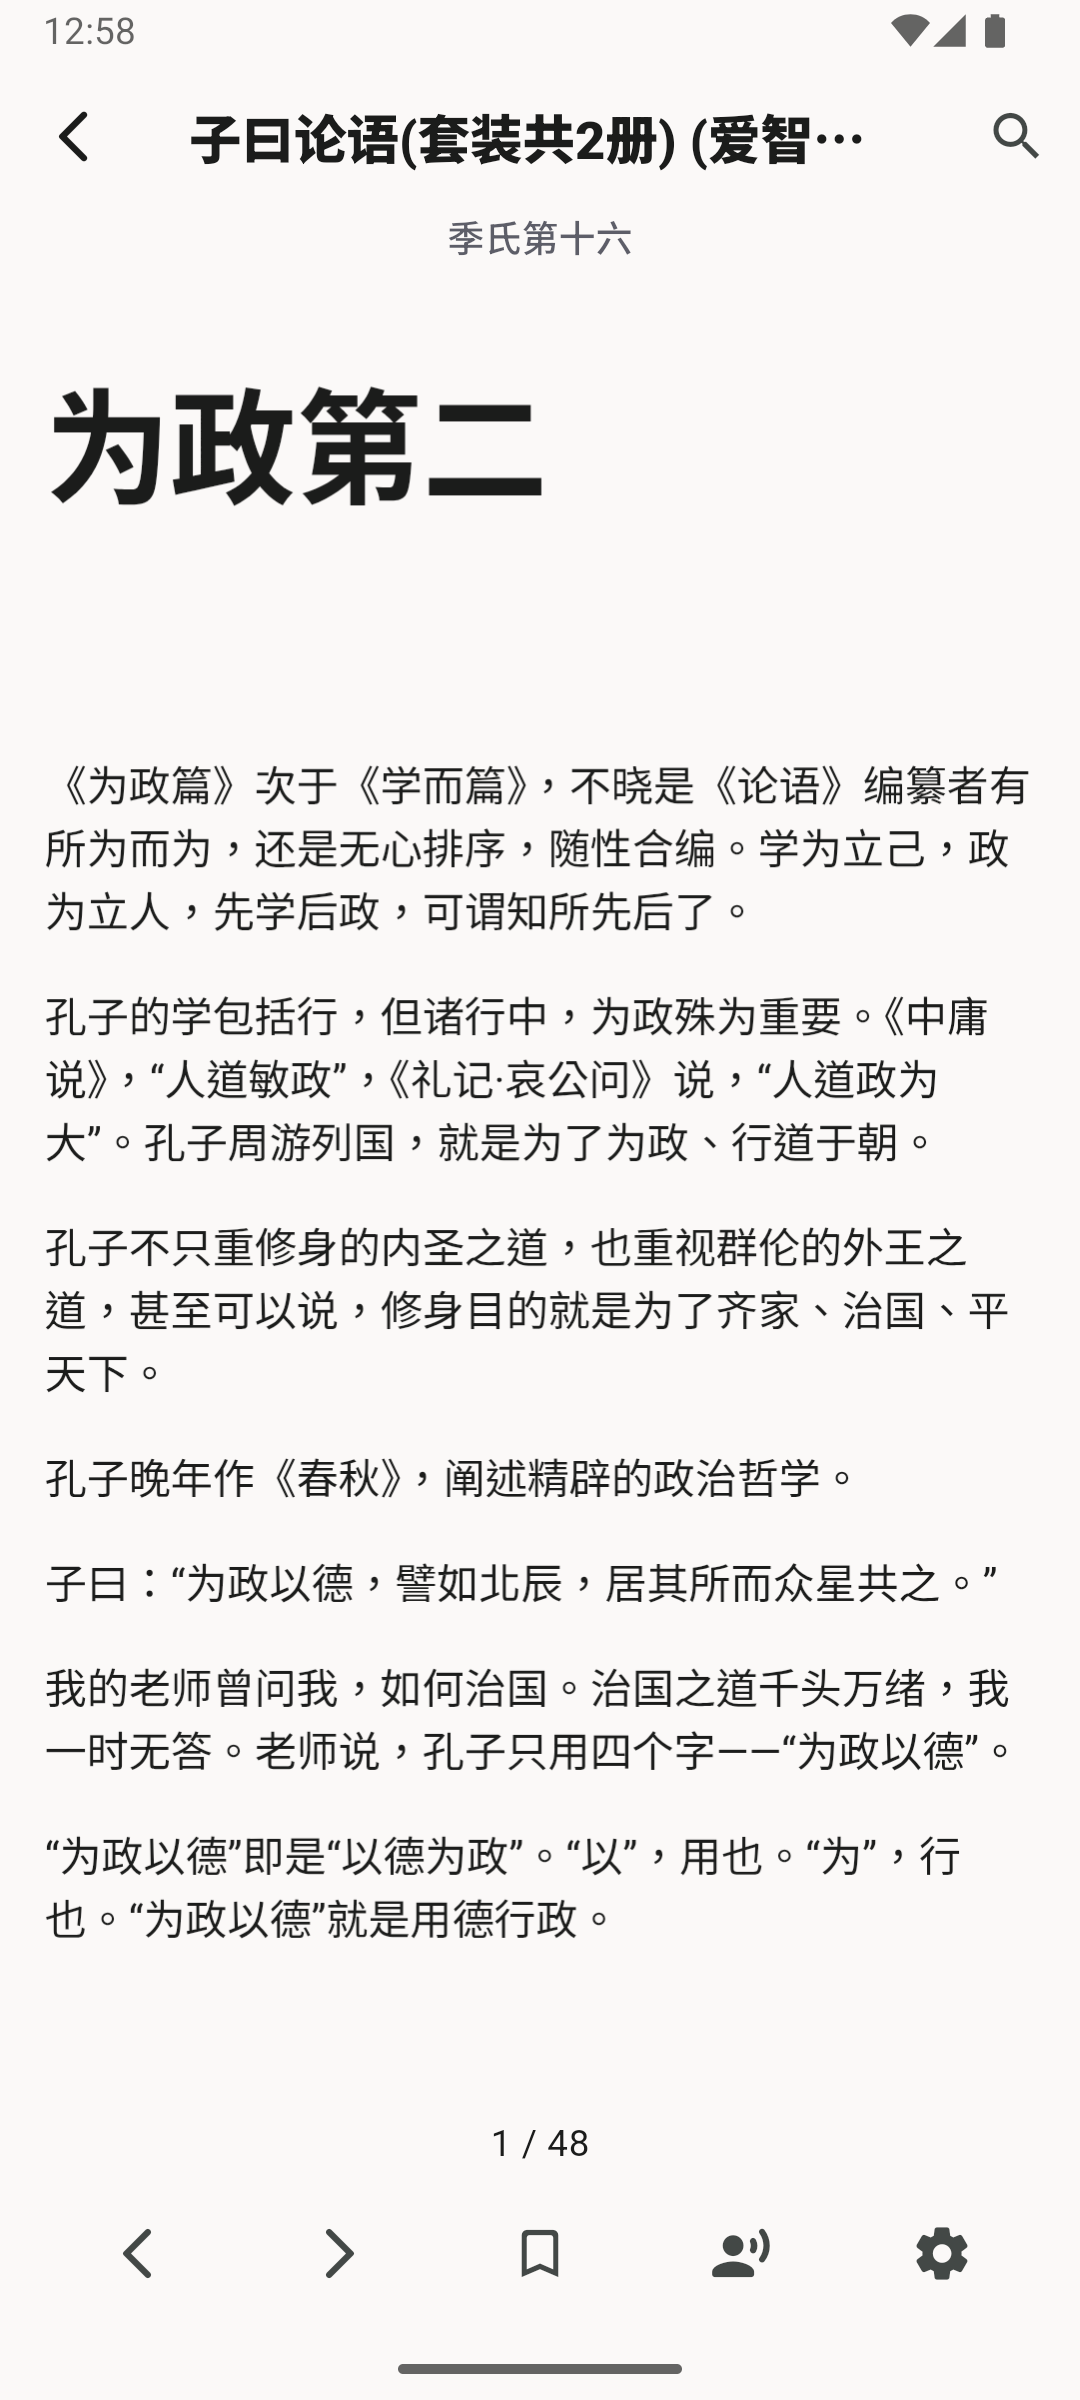 12:58
子曰论语(套装共2册) (爱智…
季氏第十六
为政第二
《为政篇》次于《学而篇》，不晓是《论语》编纂者有
所为而为，还是无心排序，随性合编。学为立己，政
为立人，先学后政，可谓知所先后了。
孔子的学包括行，但诸行中，为政殊为重要。《中庸
说》，“人道敏政”，《礼记·哀公问》说，“人道政为
大”。孔子周游列国，就是为了为政、行道于朝。
孔子不只重修身的内圣之道，也重视群伦的外王之
道，甚至可以说，修身目的就是为了齐家、治国、平
天下。
孔子晚年作《春秋》，阐述精辟的政治哲学。
子曰：“为政以德，譬如北辰，居其所而众星共之。”
我的老师曾问我，如何治国。治国之道千头万绪，我
一时无答。老师说，孔子只用四个字——“为政以德”。
“为政以德”即是“以德为政”。“以”，用也。“为”，行
也。“为政以德”就是用德行政。
1 / 48